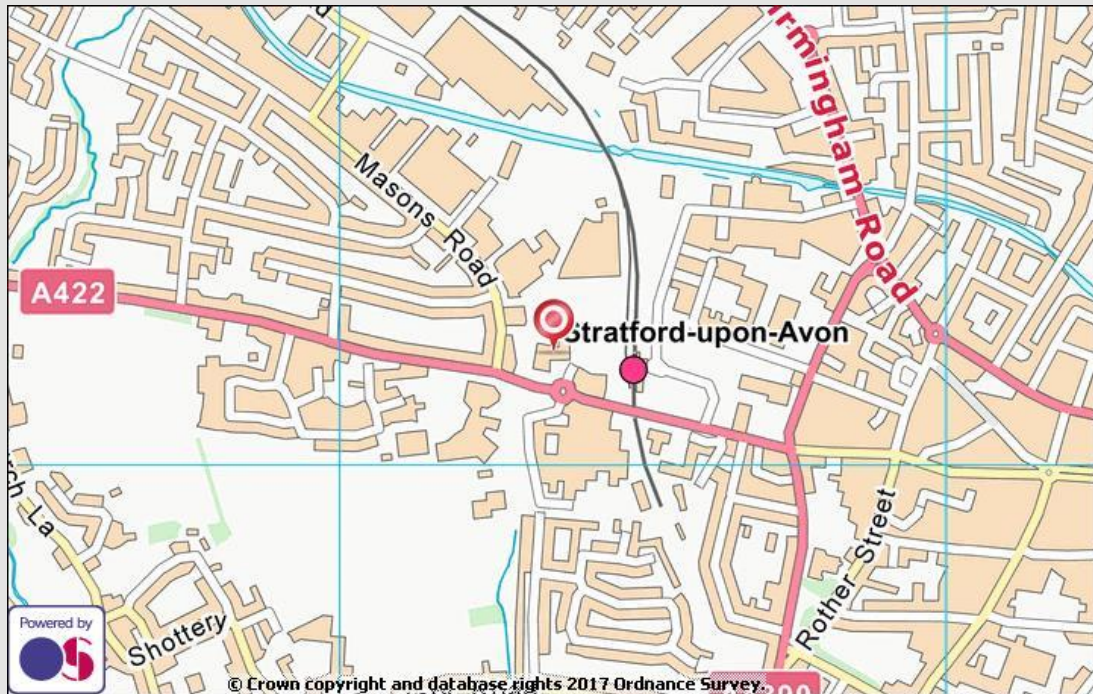 Birmingham Road
Masons Road
A422
Stratford-upon-Avon
Rother Street
Shottery
Powered by
OS
© Crown copyright and database rights 2017 Ordnance Survey.